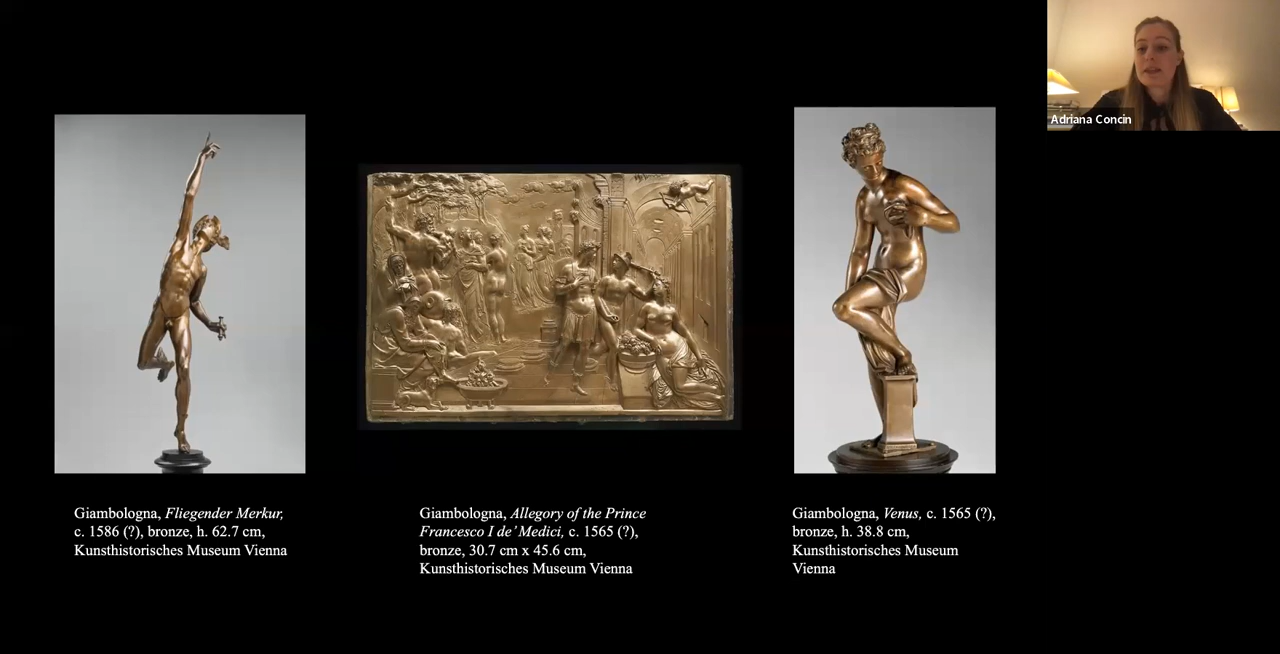 Adriana Concin
Giambologna, Fliegender Merkur,
c. 1586 (?), bronze, h. 62.7 cm,
Kunsthistorisches Museum Vienna
Giambologna, Allegory of the Prince
Francesco I de’ Medici, c. 1565 (?),
bronze, 30.7 cm x 45.6 cm,
Kunsthistorisches Museum Vienna
Giambologna, Venus, c. 1565 (?),
bronze, h. 38.8 cm,
Kunsthistorisches Museum
Vienna